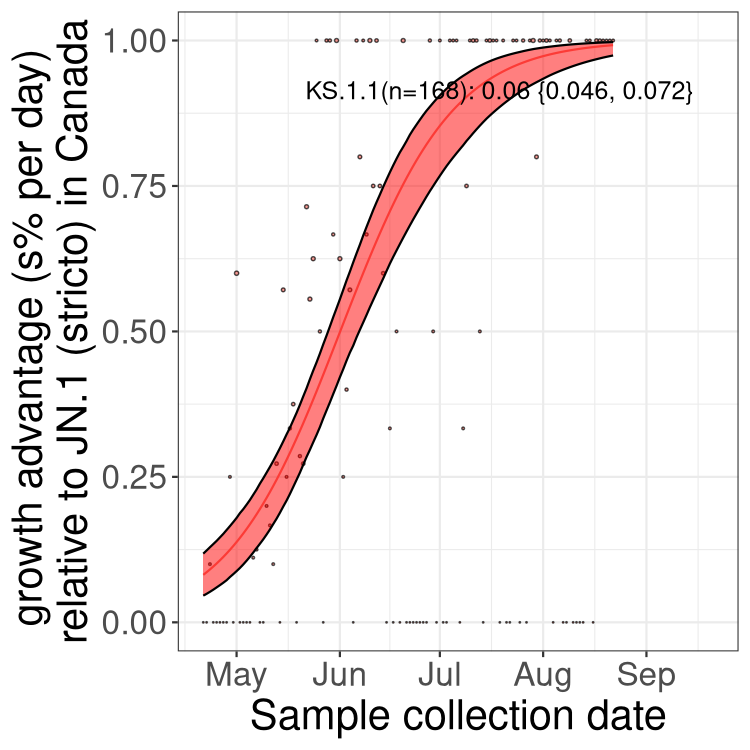 growth advantage (s% per day)
relative to JN.1 (stricto) in Canada
1.00
0.75
0.50
0.25
0.00
KS.1.1(n=168): 0.06 {0.046, 0.072}
May Jun Jul Aug Sep
Sample collection date